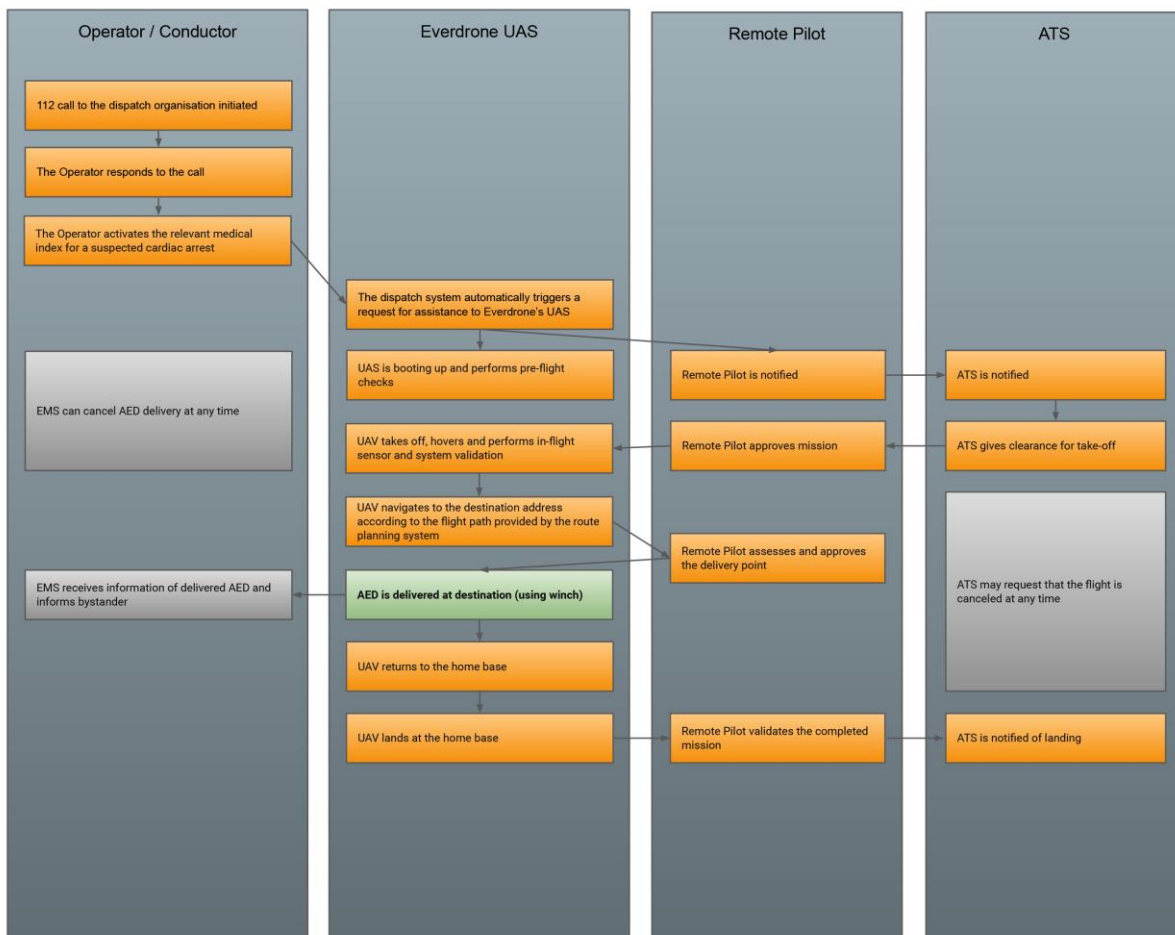 Operator / Conductor
Everdrone UAS
Remote Pilot
ATS
112 call to the dispatch organisation initiated
The Operator responds to the call
The Operator activates the relevant medical
index for a suspected cardiac arrest
The dispatch system automatically triggers a
request for assistance to Everdrone's UAS
EMS can cancel AED delivery at any time
UAS is booting up and performs pre-flight
checks
Remote Pilot is notified
ATS is notified
UAV takes off, hovers and performs in-flight
sensor and system validation
Remote Pilot approves mission
ATS gives clearance for take-off
UAV navigates to the destination address
according to the flight path provided by the route
planning system
Remote Pilot assesses and approves
the delivery point
ATS may request that the flight is
canceled at any time
EMS receives information of delivered AED and
informs bystander
AED is delivered at destination (using winch)
UAV returns to the home base
UAV lands at the home base
Remote Pilot validates the completed
mission
ATS is notified of landing